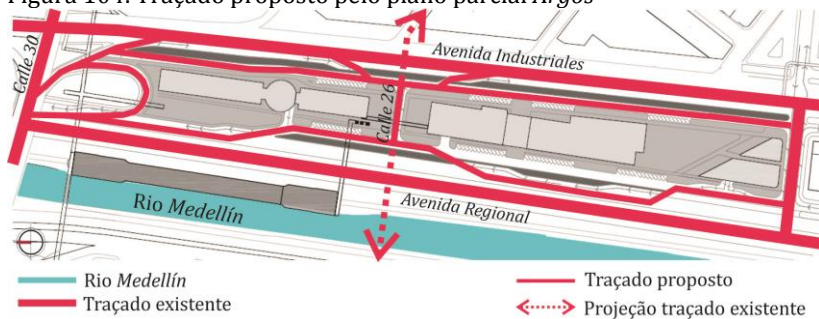 Figura 104: Traçado proposto pelo plano parcial Argos
Avenida Industriales
Calle 30
Calle 26
Rio Medellín
Avenida Regional
Rio Medellín
Traçado existente
Traçado proposto
Projeção traçado existente